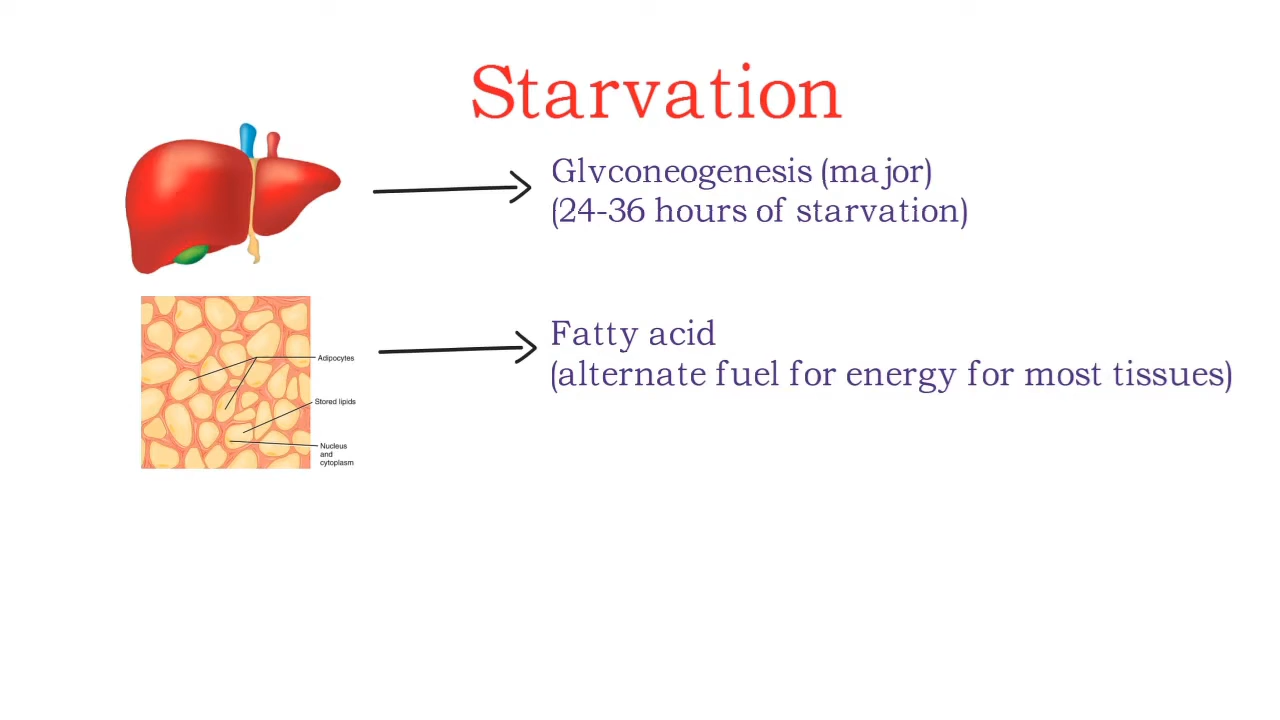 Starvation
Glvconeogenesis (major)
(24-36 hours of starvation)
Fatty acid
(alternate fuel for energy for most tissues)
Adipocytes
Stored lipids
Nucleus
and
cytoplasm